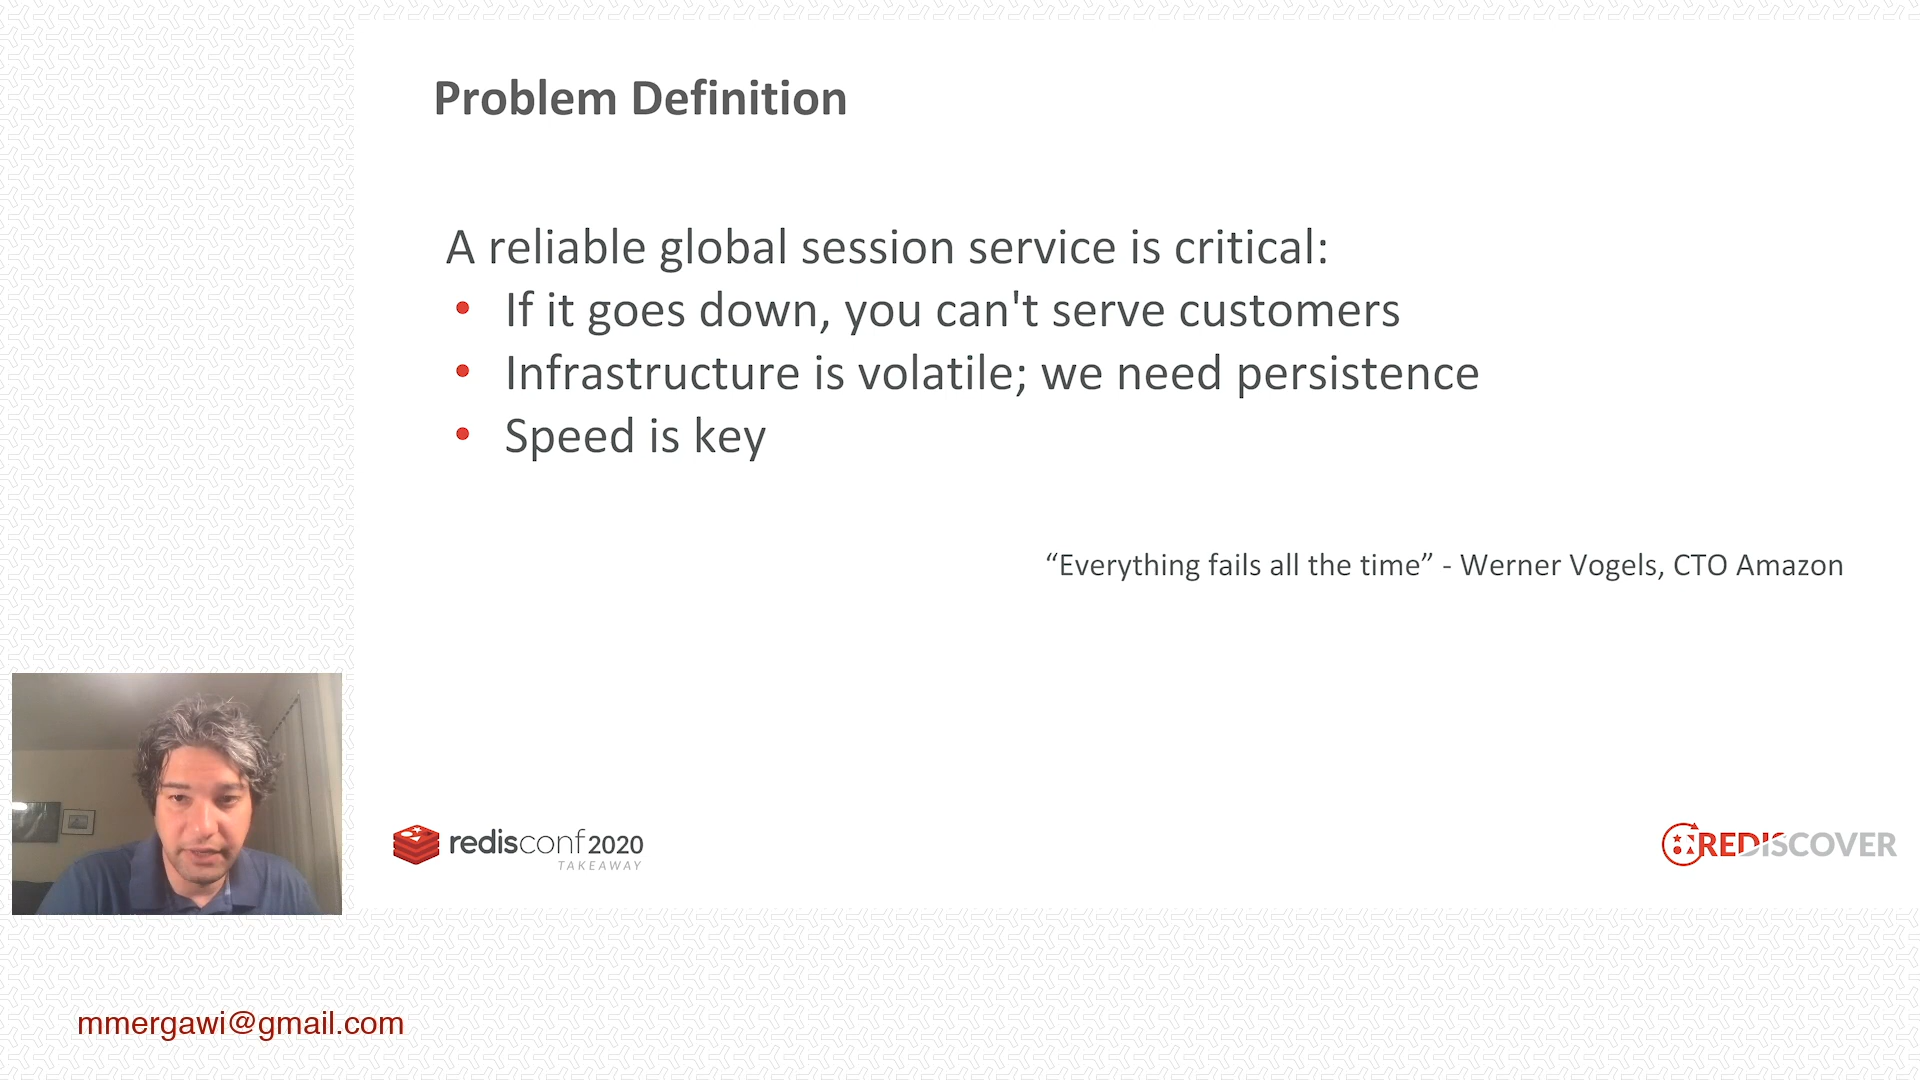 Problem Definition
A reliable global session service is critical:
• If it goes down, you can't serve customers
• Infrastructure is volatile; we need persistence
• Speed is key
“Everything fails all the time” - Werner Vogels, CTO Amazon
redisconf 2020
TAKEAWAY
REDISCOVER
mmergawi@gmail.com